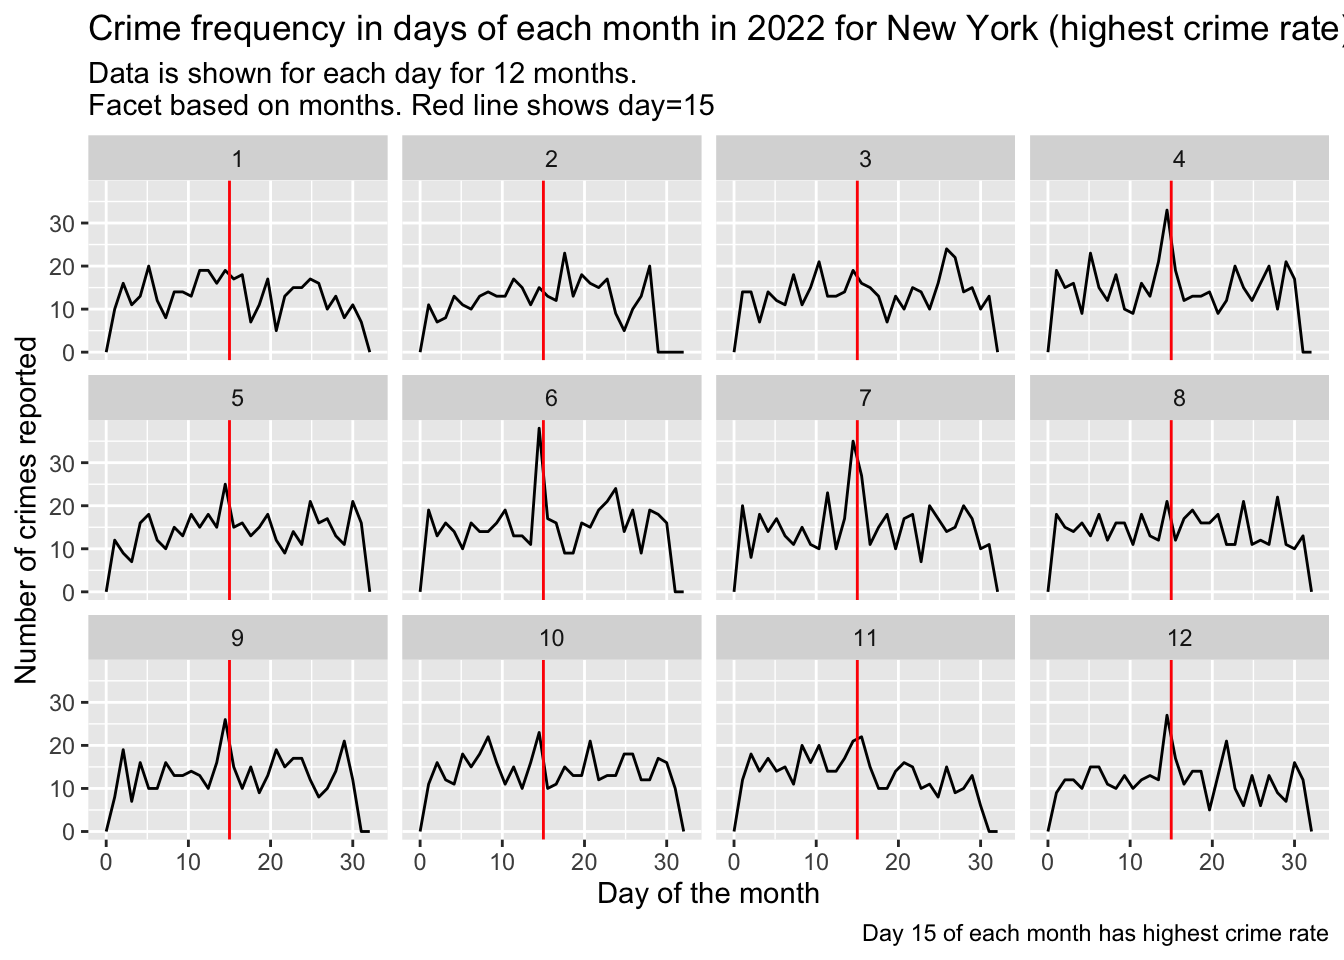 Crime frequency in days of each month in 2022 for New York (highest crime rate)
Data is shown for each day for 12 months.
Facet based on months. Red line shows day=15
1 2 3 4
30
20
10
0
5 6 7 8
30
20
10
0
9 10 11 12
30
20
10
0
0 10 20 30 0 10 20 30 0 10 20 30 0 10 20 30
Number of crimes reported
Day of the month
Day 15 of each month has highest crime rate